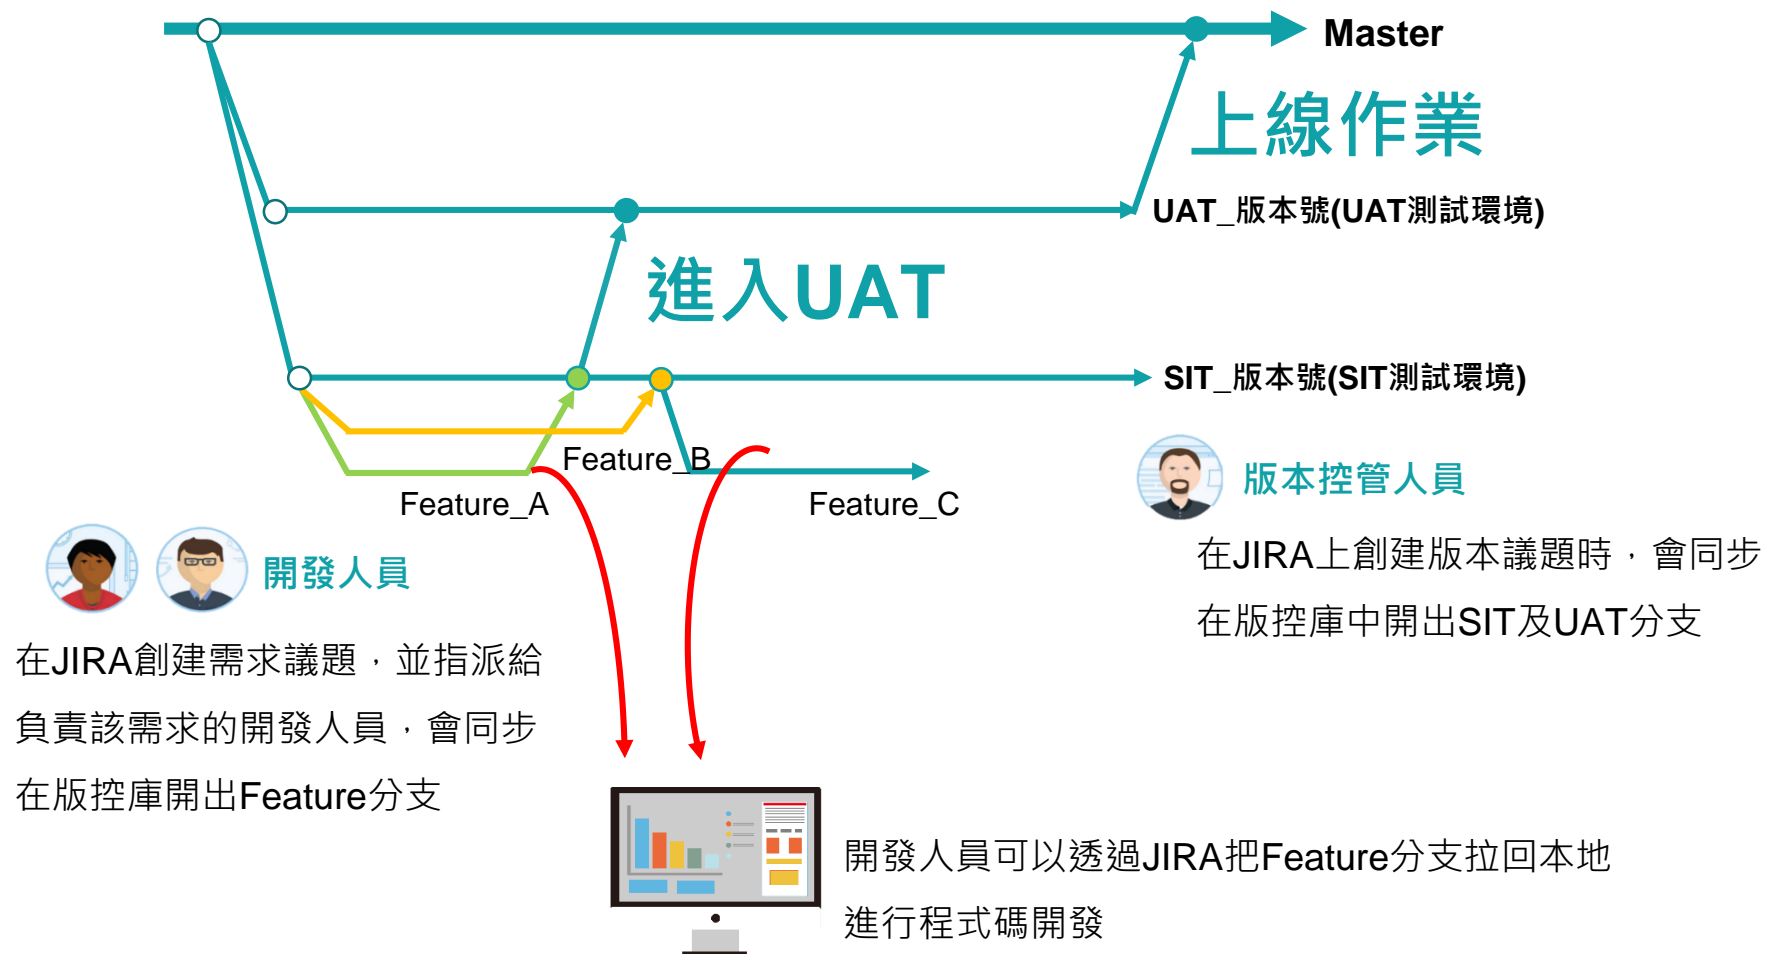 Master
上線作業
UAT_版本號(UAT測試環境)
進入UAT
SIT_版本號(SIT測試環境)
Feature_B
Feature_A
Feature_C
版本控管人員
在JIRA上創建版本議題時，會同步
在版控庫中開出SIT及UAT分支
開發人員
在JIRA創建需求議題，並指派給
負責該需求的開發人員，會同步
在版控庫開出Feature分支
開發人員可以透過JIRA把Feature分支拉回本地
進行程式碼開發